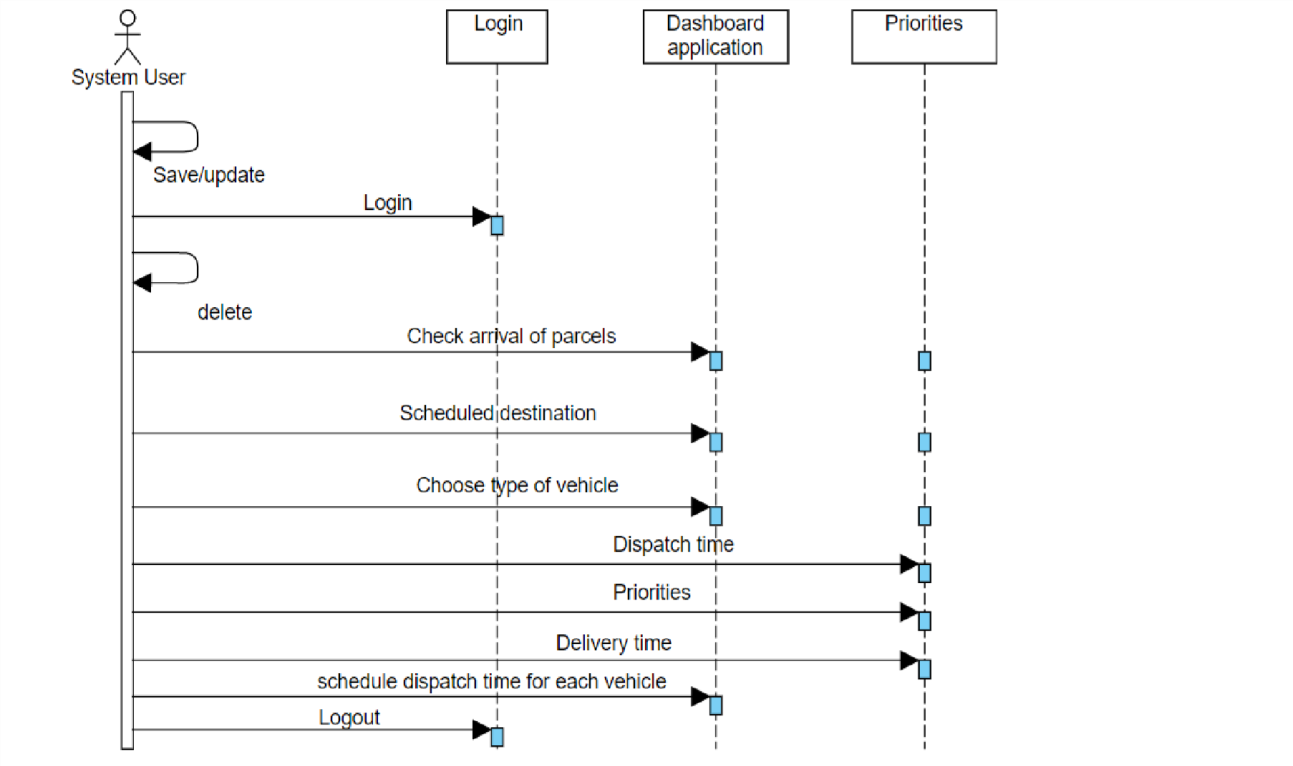 Login
Dashboard
application
Priorities
System User
Save/update
Login
delete
Check arrival of parcels
Scheduled destination
Choose type of vehicle
Dispatch time
Priorities
Delivery time
schedule dispatch time for each vehicle
Logout